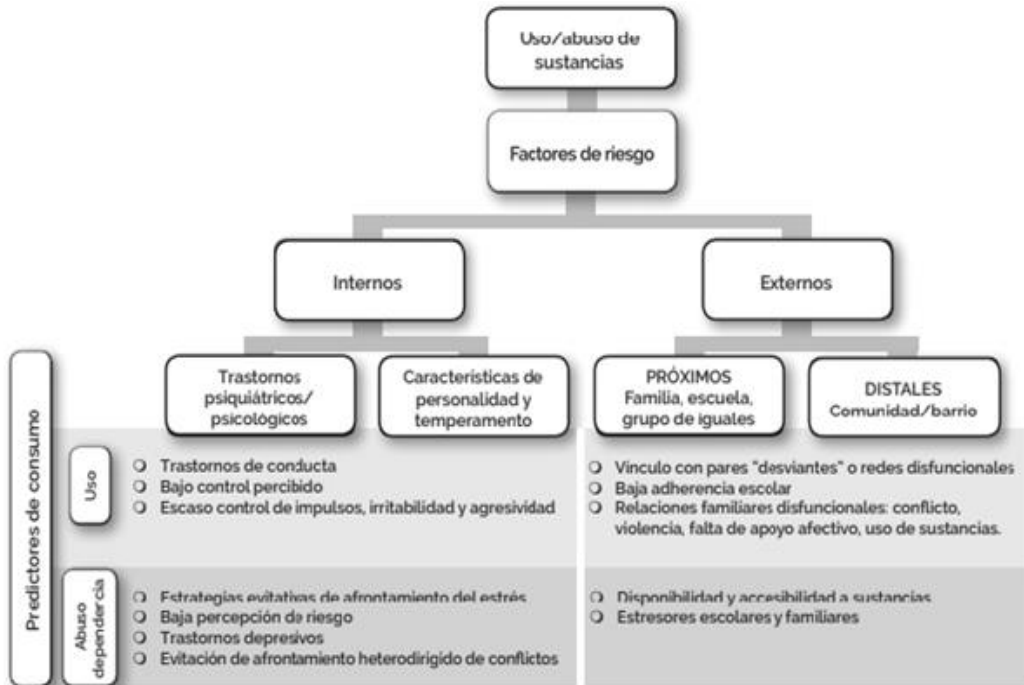 Uso/abuso de
sustancias
Factores de riesgo
Internos
Externos
Trastornos
psiquiátricos/
psicológicos
Características de
personalidad y
temperamento
PRÓXIMOS
Familia, escuela,
grupo de iguales
DISTALES
Comunidad/barrio
Predictores de consumo
Uso
○ Trastornos de conducta
○ Bajo control percibido
○ Escaso control de impulsos, irritabilidad y agresividad
○ Vínculo con pares "desviantes" o redes disfuncionales
○ Baja adherencia escolar
○ Relaciones familiares disfuncionales: conflicto,
violencia, falta de apoyo afectivo, uso de sustancias.
Abuso
dependencia
○ Estrategias evitativas de afrontamiento del estrés
○ Baja percepción de riesgo
○ Trastornos depresivos
○ Evitación de afrontamiento heterodirigido de conflictos
○ Disponibilidad y accesibilidad a sustancias
○ Estresores escolares y familiares